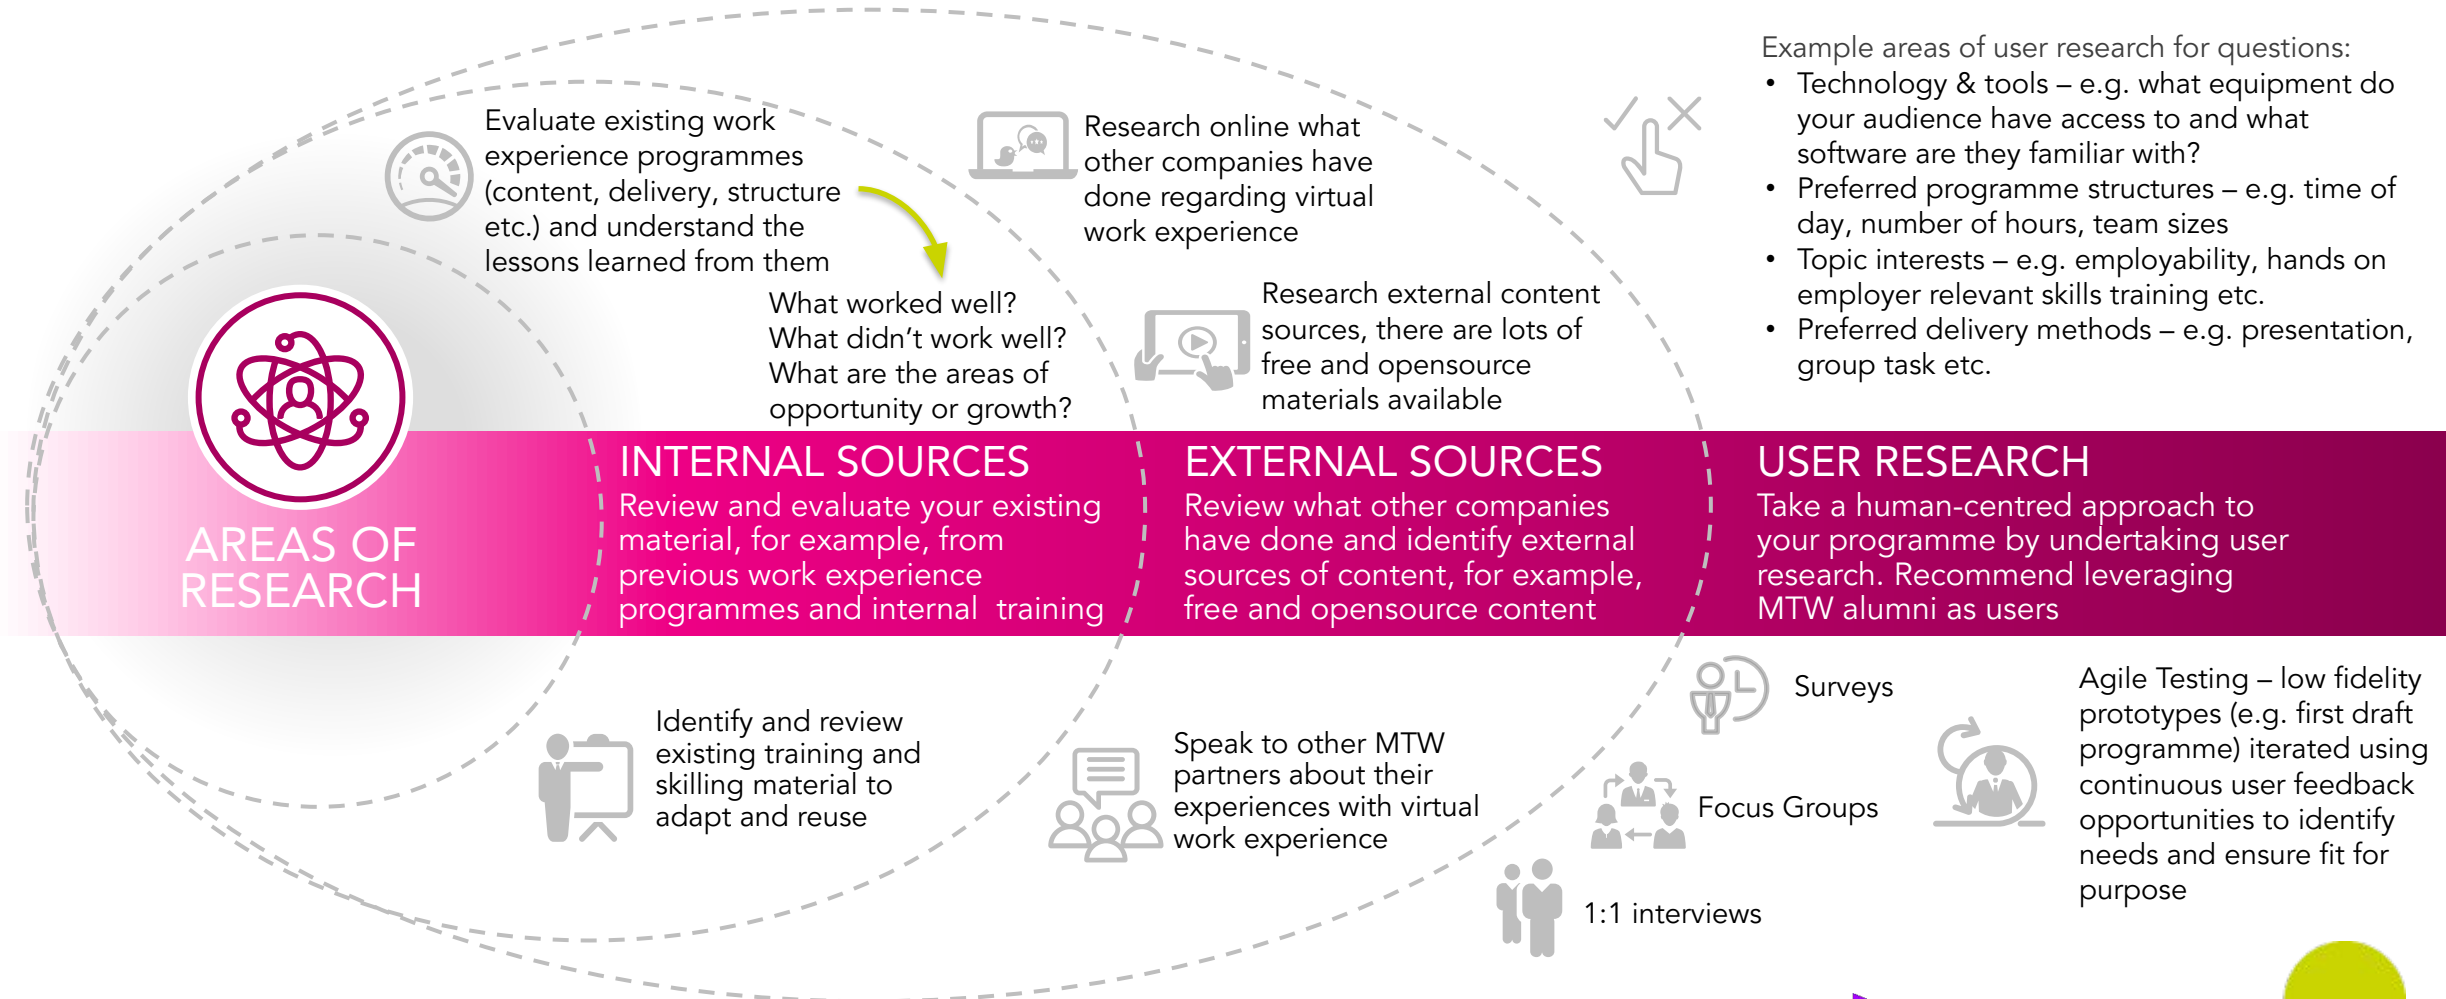 Evaluate existing work
experience programmes
(content, delivery, structure
etc.) and understand the
lessons learned from them
What worked well?
What didn't work well?
What are the areas of
opportunity or growth?
Research online what
other companies have
done regarding virtual
work experience
Research external content
sources, there are lots of
free and opensource
materials available
Example areas of user research for questions:
• Technology & tools – e.g. what equipment do
your audience have access to and what
software are they familiar with?
• Preferred programme structures – e.g. time of
day, number of hours, team sizes
• Topic interests – e.g. employability, hands on
employer relevant skills training etc.
• Preferred delivery methods – e.g. presentation,
group task etc.
AREAS OF
RESEARCH
INTERNAL SOURCES
Review and evaluate your existing
material, for example, from
previous work experience
programmes and internal training
EXTERNAL SOURCES
Review what other companies
have done and identify external
sources of content, for example,
free and opensource content
USER RESEARCH
Take a human-centred approach to
your programme by undertaking user
research. Recommend leveraging
MTW alumni as users
Identify and review
existing training and
skilling material to
adapt and reuse
Speak to other MTW
partners about their
experiences with virtual
work experience
Surveys
Focus Groups
1:1 interviews
Agile Testing – low fidelity
prototypes (e.g. first draft
programme) iterated using
continuous user feedback
opportunities to identify
needs and ensure fit for
purpose